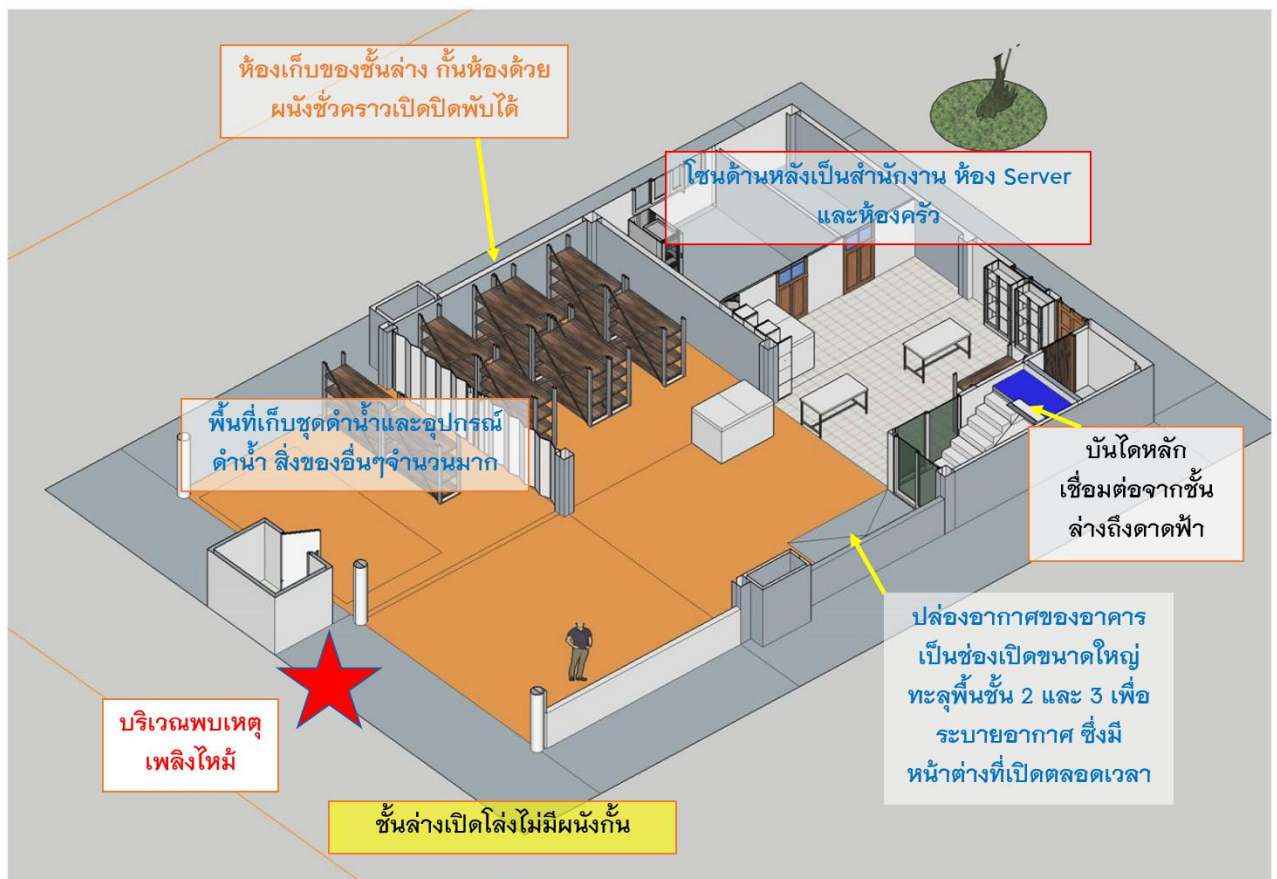 ห้องเก็บของชั้นล่าง กั้นห้องด้วย
ผนังชั่วคราวเปิดปิดพับได้
โซนด้านหลังเป็นสำนักงาน ห้อง Server
และห้องครัว
พื้นที่เก็บชุดดำน้ำและอุปกรณ์
ดำน้ำ สิ่งของอื่นๆจำนวนมาก
บันไดหลัก
เชื่อมต่อจากชั้น
ล่างถึงดาดฟ้า
ปล่องอากาศของอาคาร
เป็นช่องเปิดขนาดใหญ่
ทะลุพื้นชั้น 2 และ 3 เพื่อ
ระบายอากาศ ซึ่งมี
หน้าต่างที่เปิดตลอดเวลา
บริเวณพบเหตุ
เพลิงไหม้
ชั้นล่างเปิดโล่งไม่มีผนังกั้น